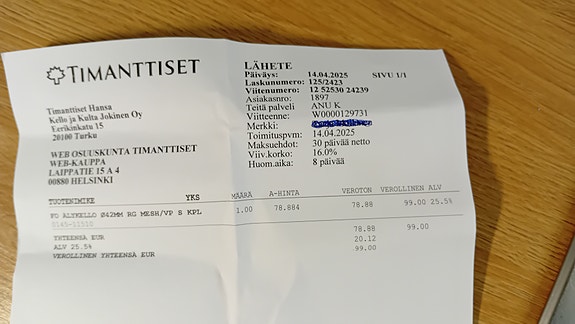 TIMANTTISET
LÄHETE
Päiväys: 14.04.2025 SIVU 1/1
Laskunumero: 125/2423
Viitenumero: 12 52530 24239
Asiakasnro: 1897
Teitä palveli ANU K
Viitteenne: W0000129731
Merkki:
Toimituspvm: 14.04.2025
Maksuehdot: 30 päivää netto
Viiv.korko: 16.0%
Huom.aika: 8 päivää
Timanttiset Hansa
Kello ja Kulta Jokinen Oy
Eerikinkatu 15
20100 Turku
WEB OSUUSKUNTA TIMANTTISET
WEB-KAUPPA
LAIPPATIE 15 A 4
00880 HELSINKI
TUOTENIMIKE YKS MÄÄRÄ A-HINTA VEROTON VEROLLINEN ALV
FO ÄLYKELLO Ø42MM RG MESH/VP S KPL 1.00 78.884 78.88 99.00 25.5%
YHTEENSÄ EUR 78.88 99.00
ALV 25.5% 20.12
VEROLLINEN YHTEENSÄ EUR 99.00